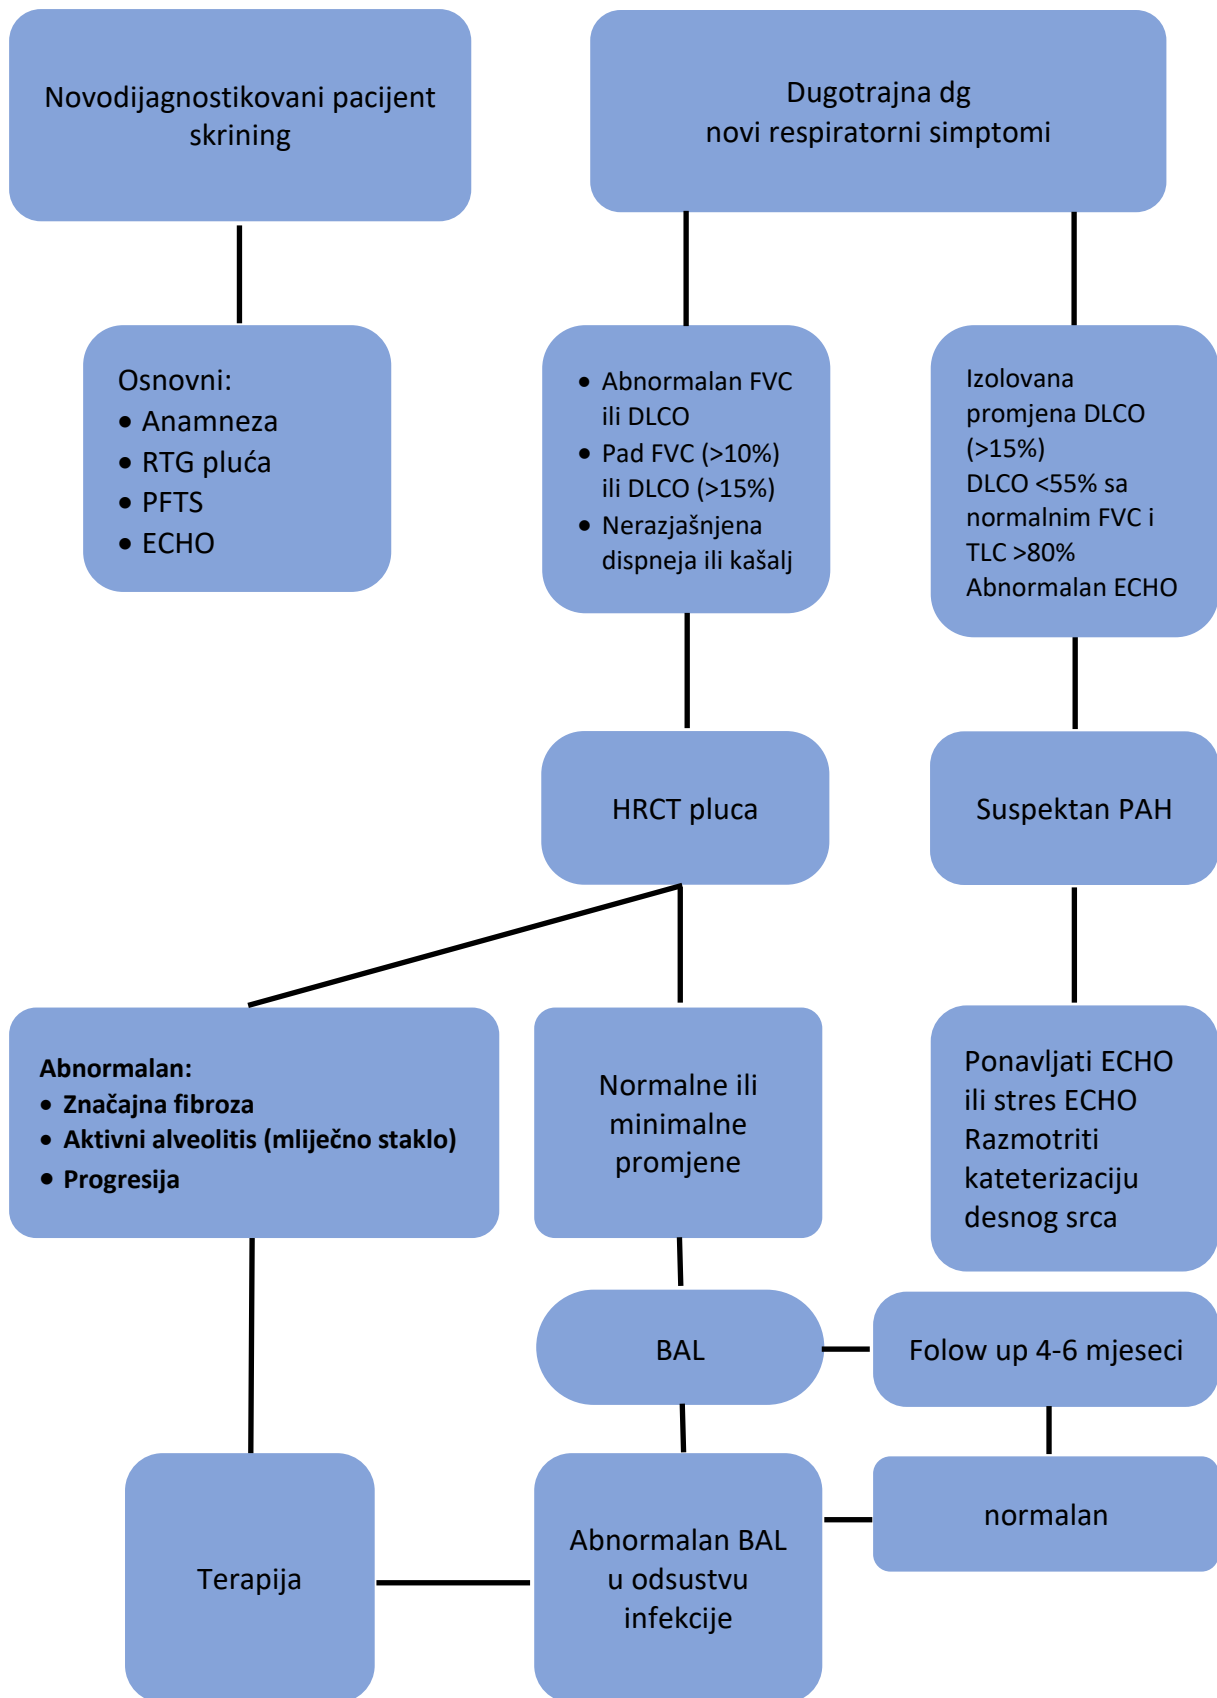 Novodijagnostikovani pacijent
skrining
Dugotrajna dg
novi respiratorni simptomi
Osnovni:
• Anamneza
• RTG pluća
• PFTS
• ECHO
• Abnormalan FVC
ili DLCO
• Pad FVC (>10%)
ili DLCO (>15%)
• Nerazjašnjena
dispneja ili kašalj
Izolovana
promjena DLCO
(>15%)
DLCO <55% sa
normalnim FVC i
TLC >80%
Abnormalan ECHO
HRCT pluca
Suspektan PAH
Abnormalan:
• Značajna fibroza
• Aktivni alveolitis (mliječno staklo)
• Progresija
Normalne ili
minimalne
promjene
Ponavljati ECHO
ili stres ECHO
Razmotriti
kateterizaciju
desnog srca
BAL
Folow up 4-6 mjeseci
Terapija
Abnormalan BAL
u odsustvu
infekcije
normalan